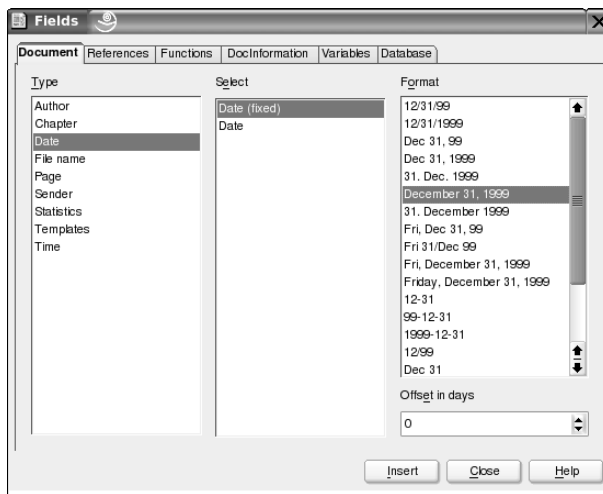 Fields
Document References Functions DocInformation Variables Database
Type
Author
Chapter
Date
File name
Page
Sender
Statistics
Templates
Time
Select
Date (fixed)
Date
Format
12/31/99
12/31/1999
Dec 31, 99
Dec 31, 1999
31. Dec. 1999
December 31, 1999
31. December 1999
Fri, Dec 31, 99
Fri 31/Dec 99
Fri, December 31, 1999
Friday, December 31, 1999
12-31
99-12-31
1999-12-31
12/99
Dec 31
Offset in days
0
Insert Close Help